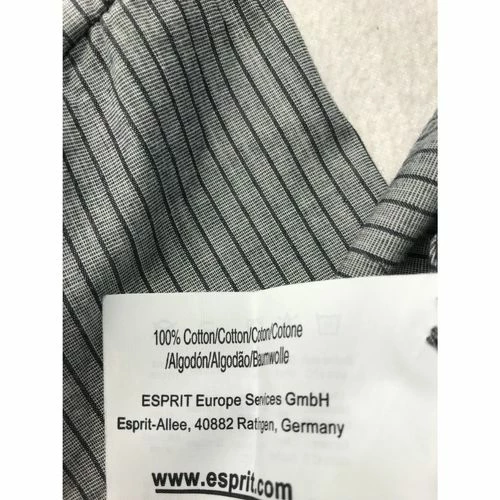 100% Cotton/Cotton/Coton/Cotone
/Algodón/Algodão/Baumwolle
ESPRIT Europe Services GmbH
Esprit-Allee, 40882 Ratingen, Germany
www.esprit.com